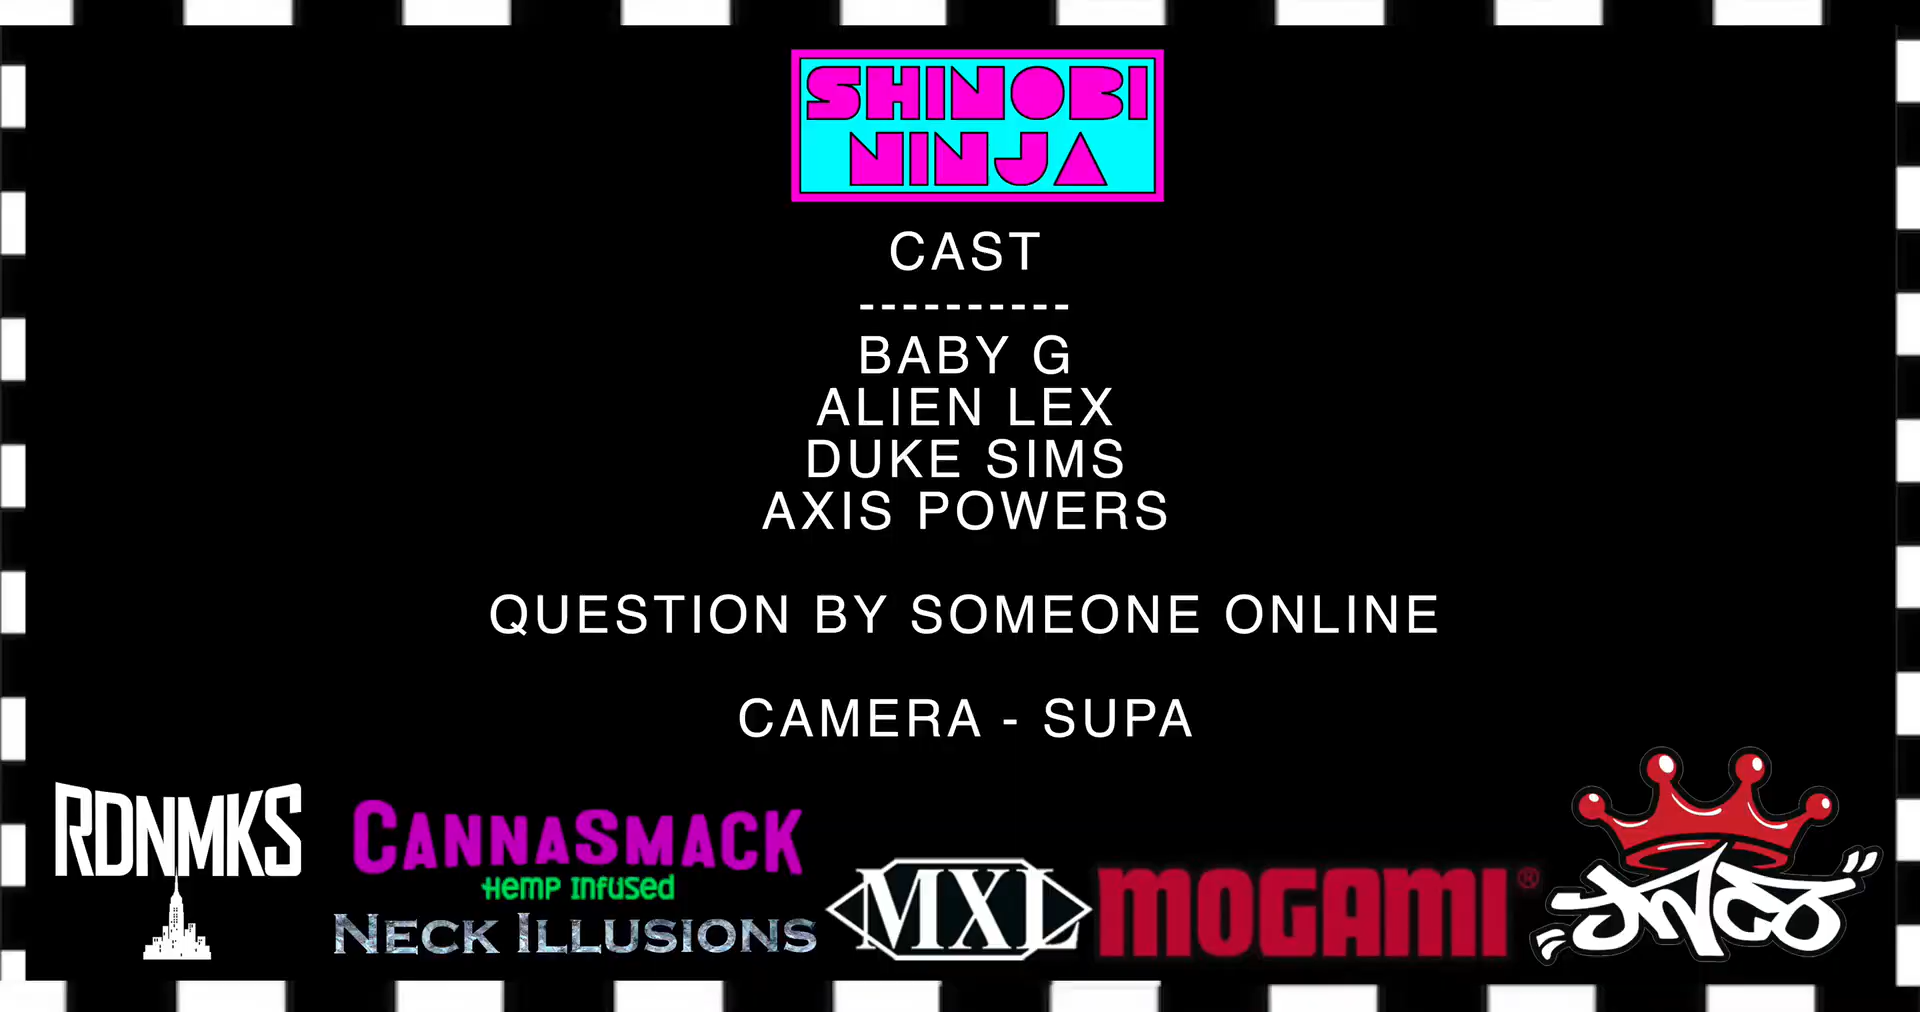 SHINOBI
NINJA
CAST
----------
BABY G
ALIEN LEX
DUKE SIMS
AXIS POWERS
QUESTION BY SOMEONE ONLINE
CAMERA - SUPA
RDNMKS
CANNASMACK
HEMP INFUSED
NECK ILLUSIONS
MXL
MOGAMI®
JNCO